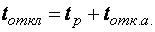 tоткл = tр + tотк.а.